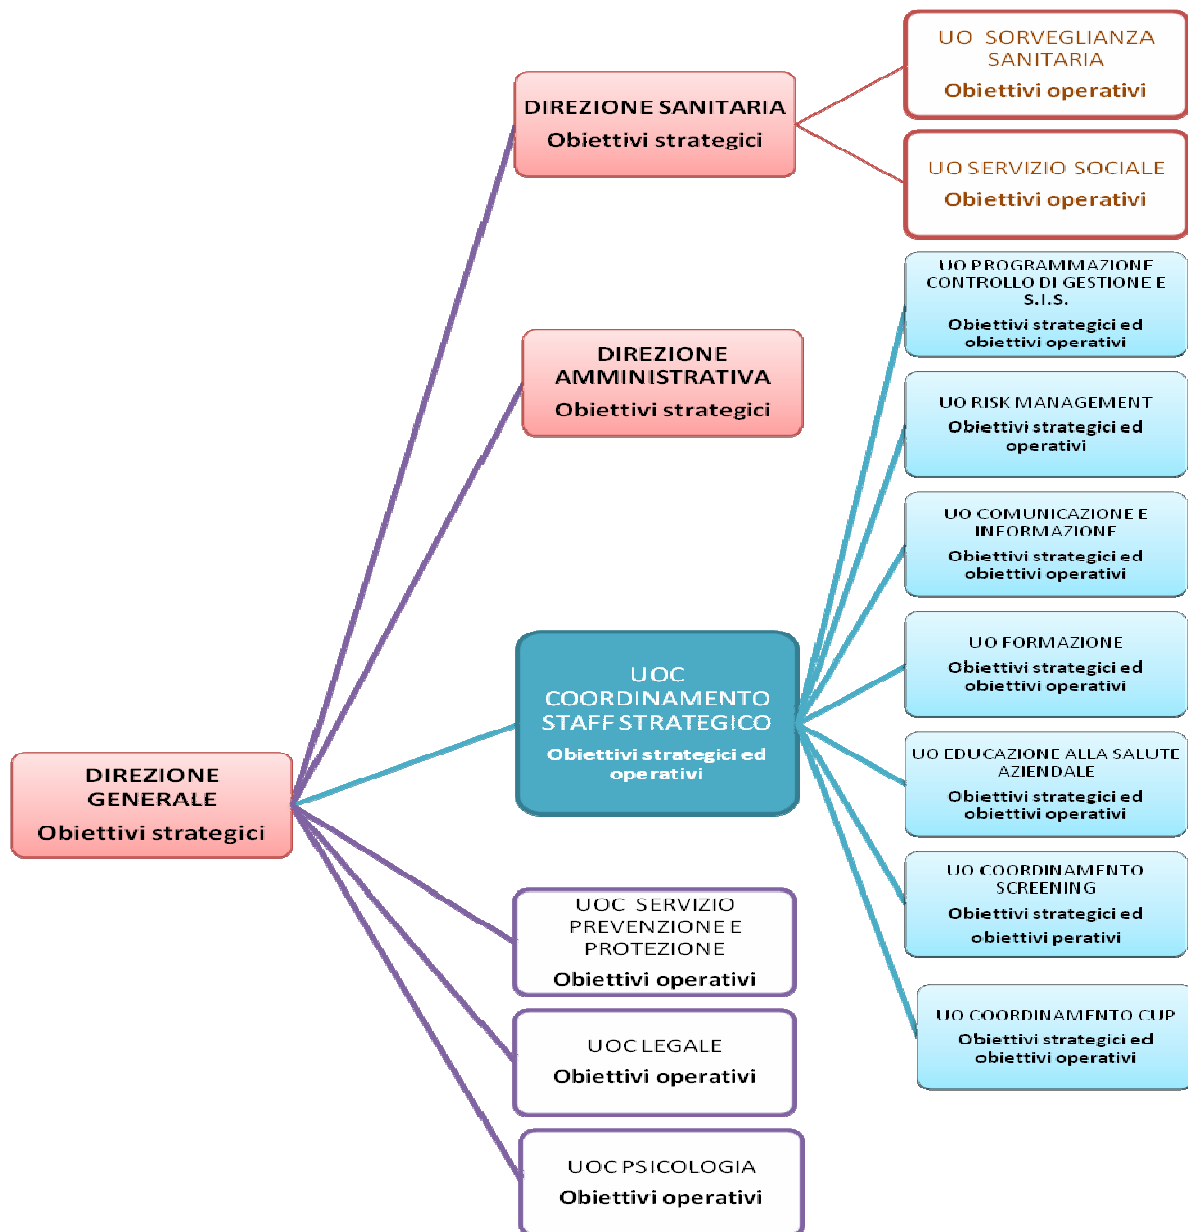 DIREZIONE
GENERALE
Obiettivi strategici
DIREZIONE SANITARIA
Obiettivi strategici
DIREZIONE
AMMINISTRATIVA
Obiettivi strategici
UOC
COORDINAMENTO
STAFF STRATEGICO
Obiettivi strategici ed
operativi
UOC SERVIZIO
PREVENZIONE E
PROTEZIONE
Obiettivi operativi
UOC LEGALE
Obiettivi operativi
UOC PSICOLOGIA
Obiettivi operativi
UO SORVEGLIANZA
SANITARIA
Obiettivi operativi
UO SERVIZIO SOCIALE
Obiettivi operativi
UO PROGRAMMAZIONE
CONTROLLO DI GESTIONE E
S.I.S.
Obiettivi strategici ed
obiettivi operativi
UO RISK MANAGEMENT
Obiettivi strategici ed
operativi
UO COMUNICAZIONE E
INFORMAZIONE
Obiettivi strategici ed
obiettivi operativi
UO FORMAZIONE
Obiettivi strategici ed
obiettivi operativi
UO EDUCAZIONE ALLA SALUTE
AZIENDALE
Obiettivi strategici ed
obiettivi operativi
UO COORDINAMENTO
SCREENING
Obiettivi strategici ed
obiettivi perativi
UO COORDINAMENTO CUP
Obiettivi strategici ed
obiettivi operativi